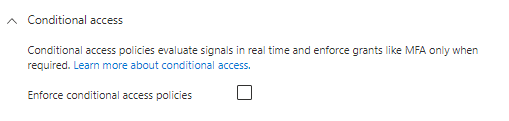 Conditional access
Conditional access policies evaluate signals in real time and enforce grants like MFA only when
required. Learn more about conditional access.
Enforce conditional access policies